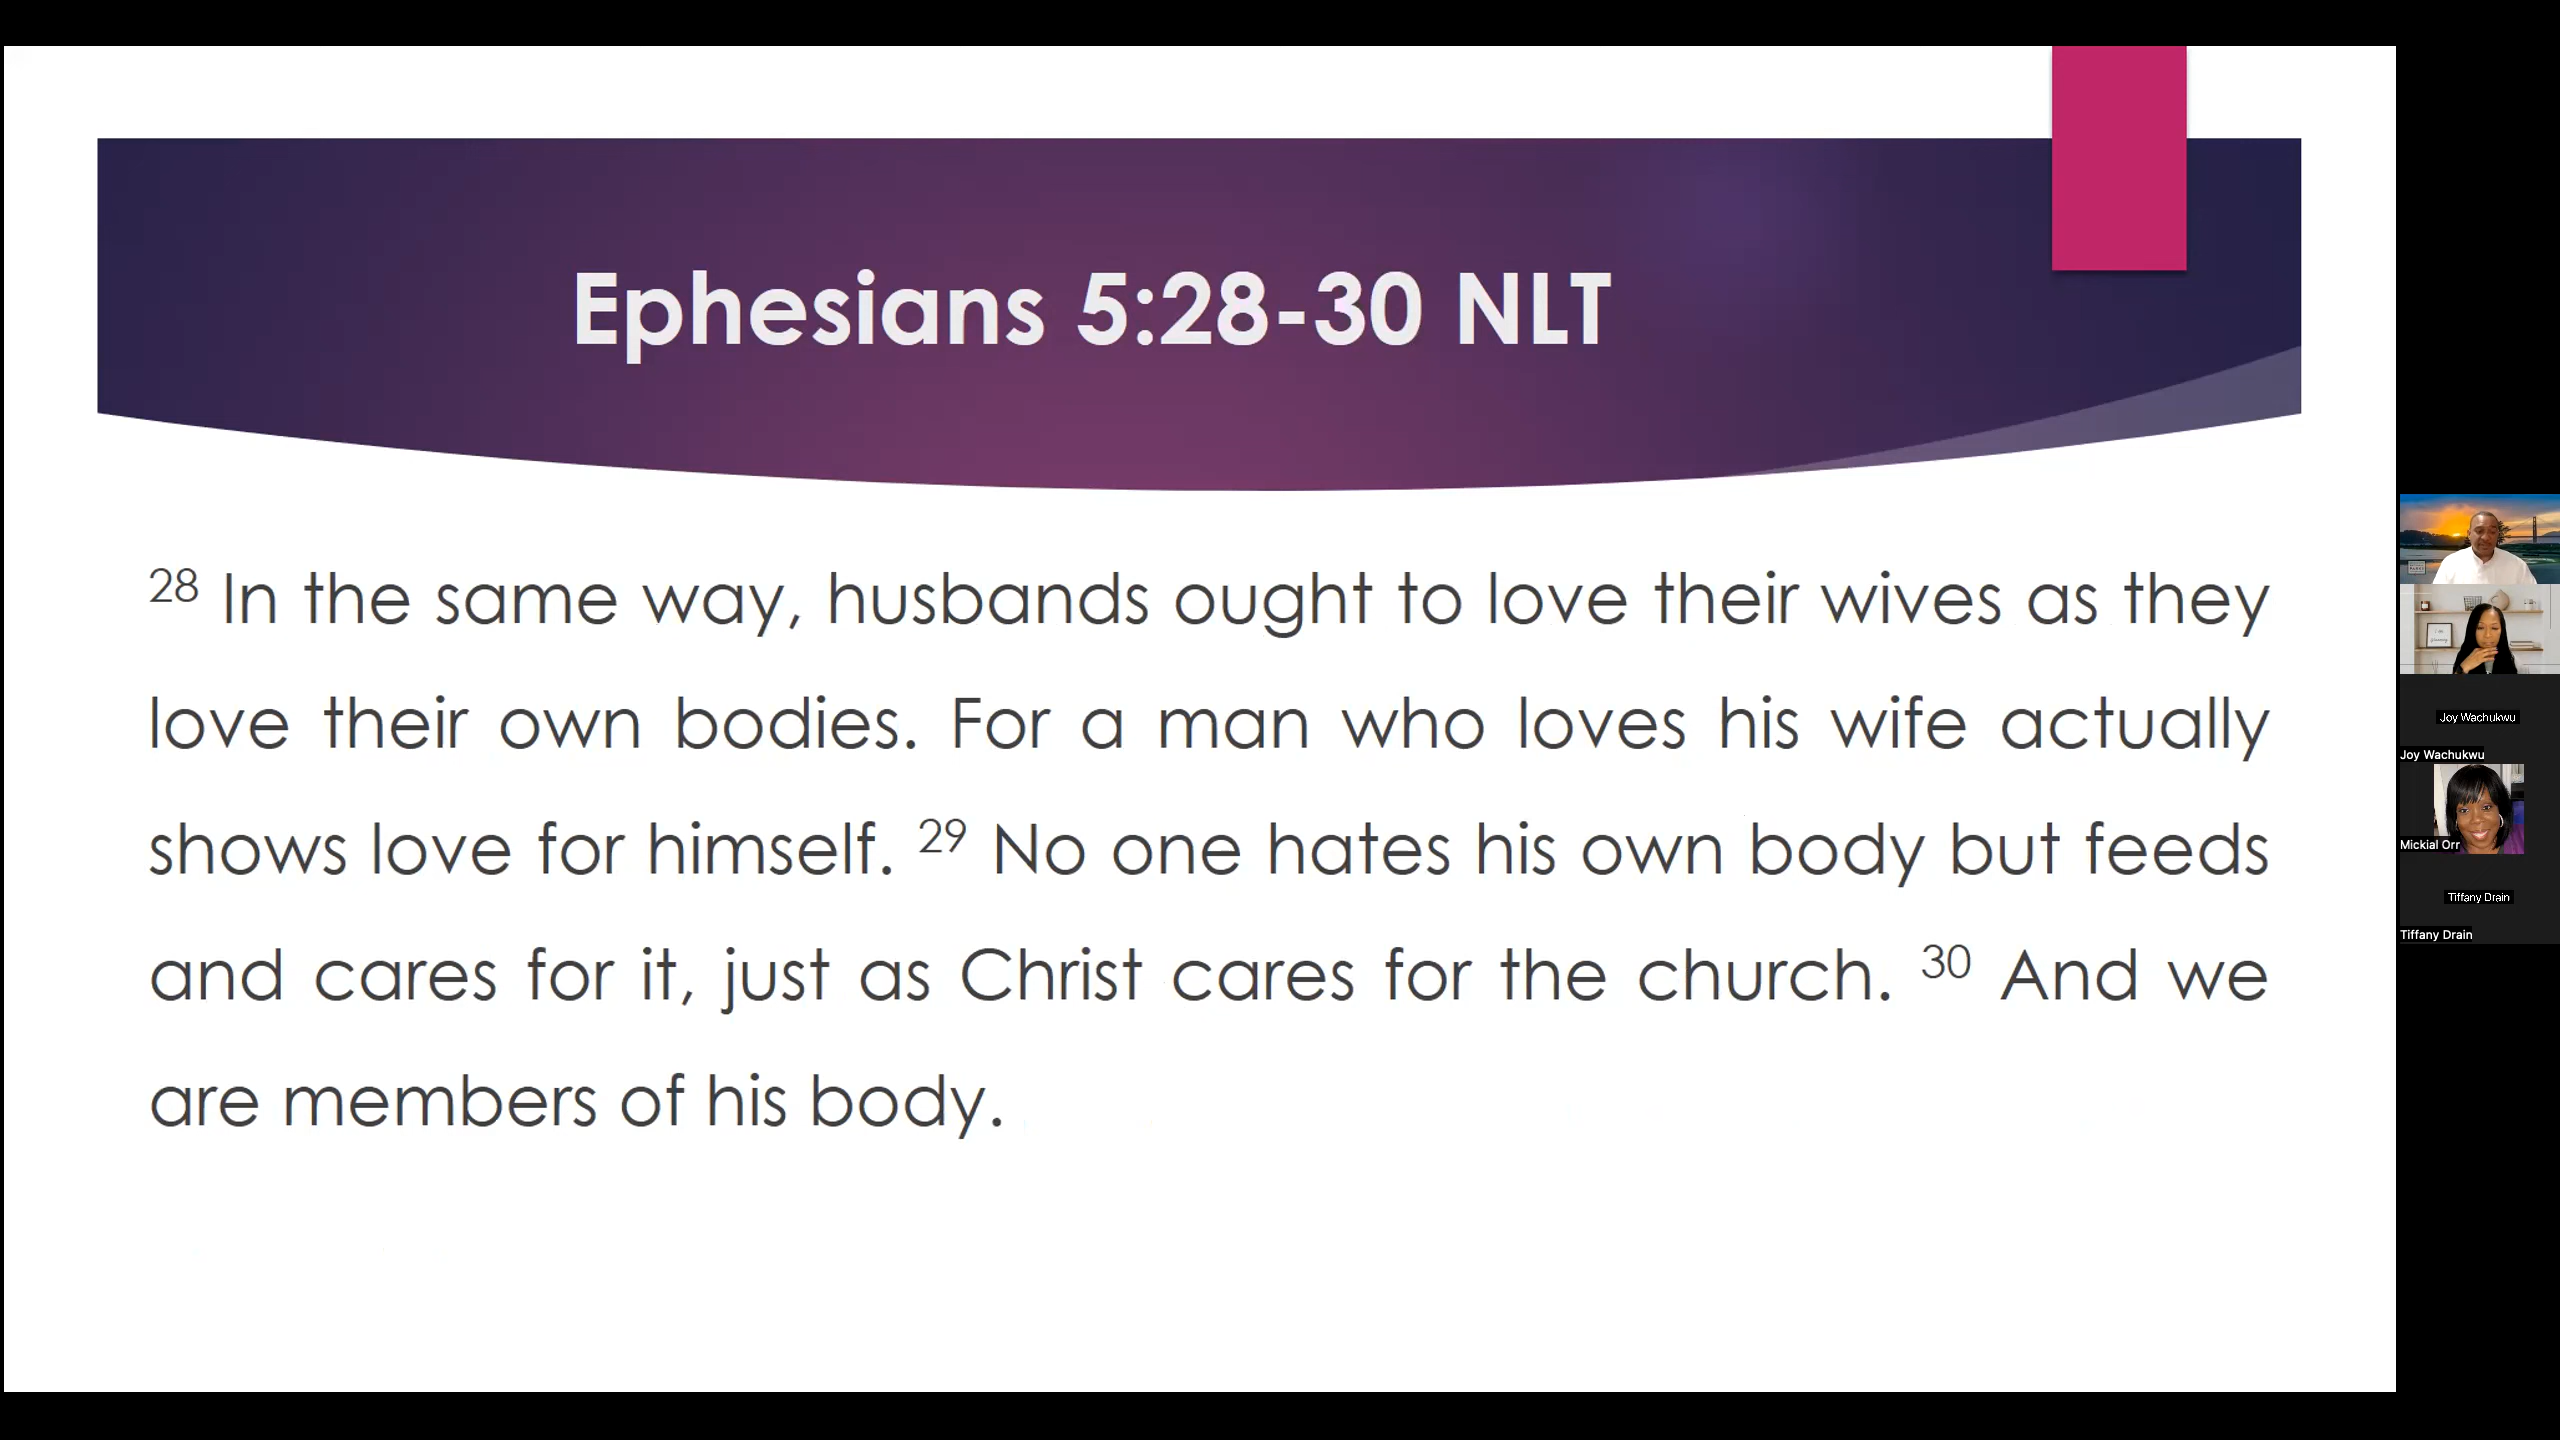 Ephesians 5:28-30 NLT
28 In the same way, husbands ought to love their wives as they
love their own bodies. For a man who loves his wife actually
shows love for himself. 29 No one hates his own body but feeds
and cares for it, just as Christ cares for the church. 30 And we
are members of his body.
Joy Wachukwu
Joy Wachukwu
Mickial Orr
Tiffany Drain
Tiffany Drain